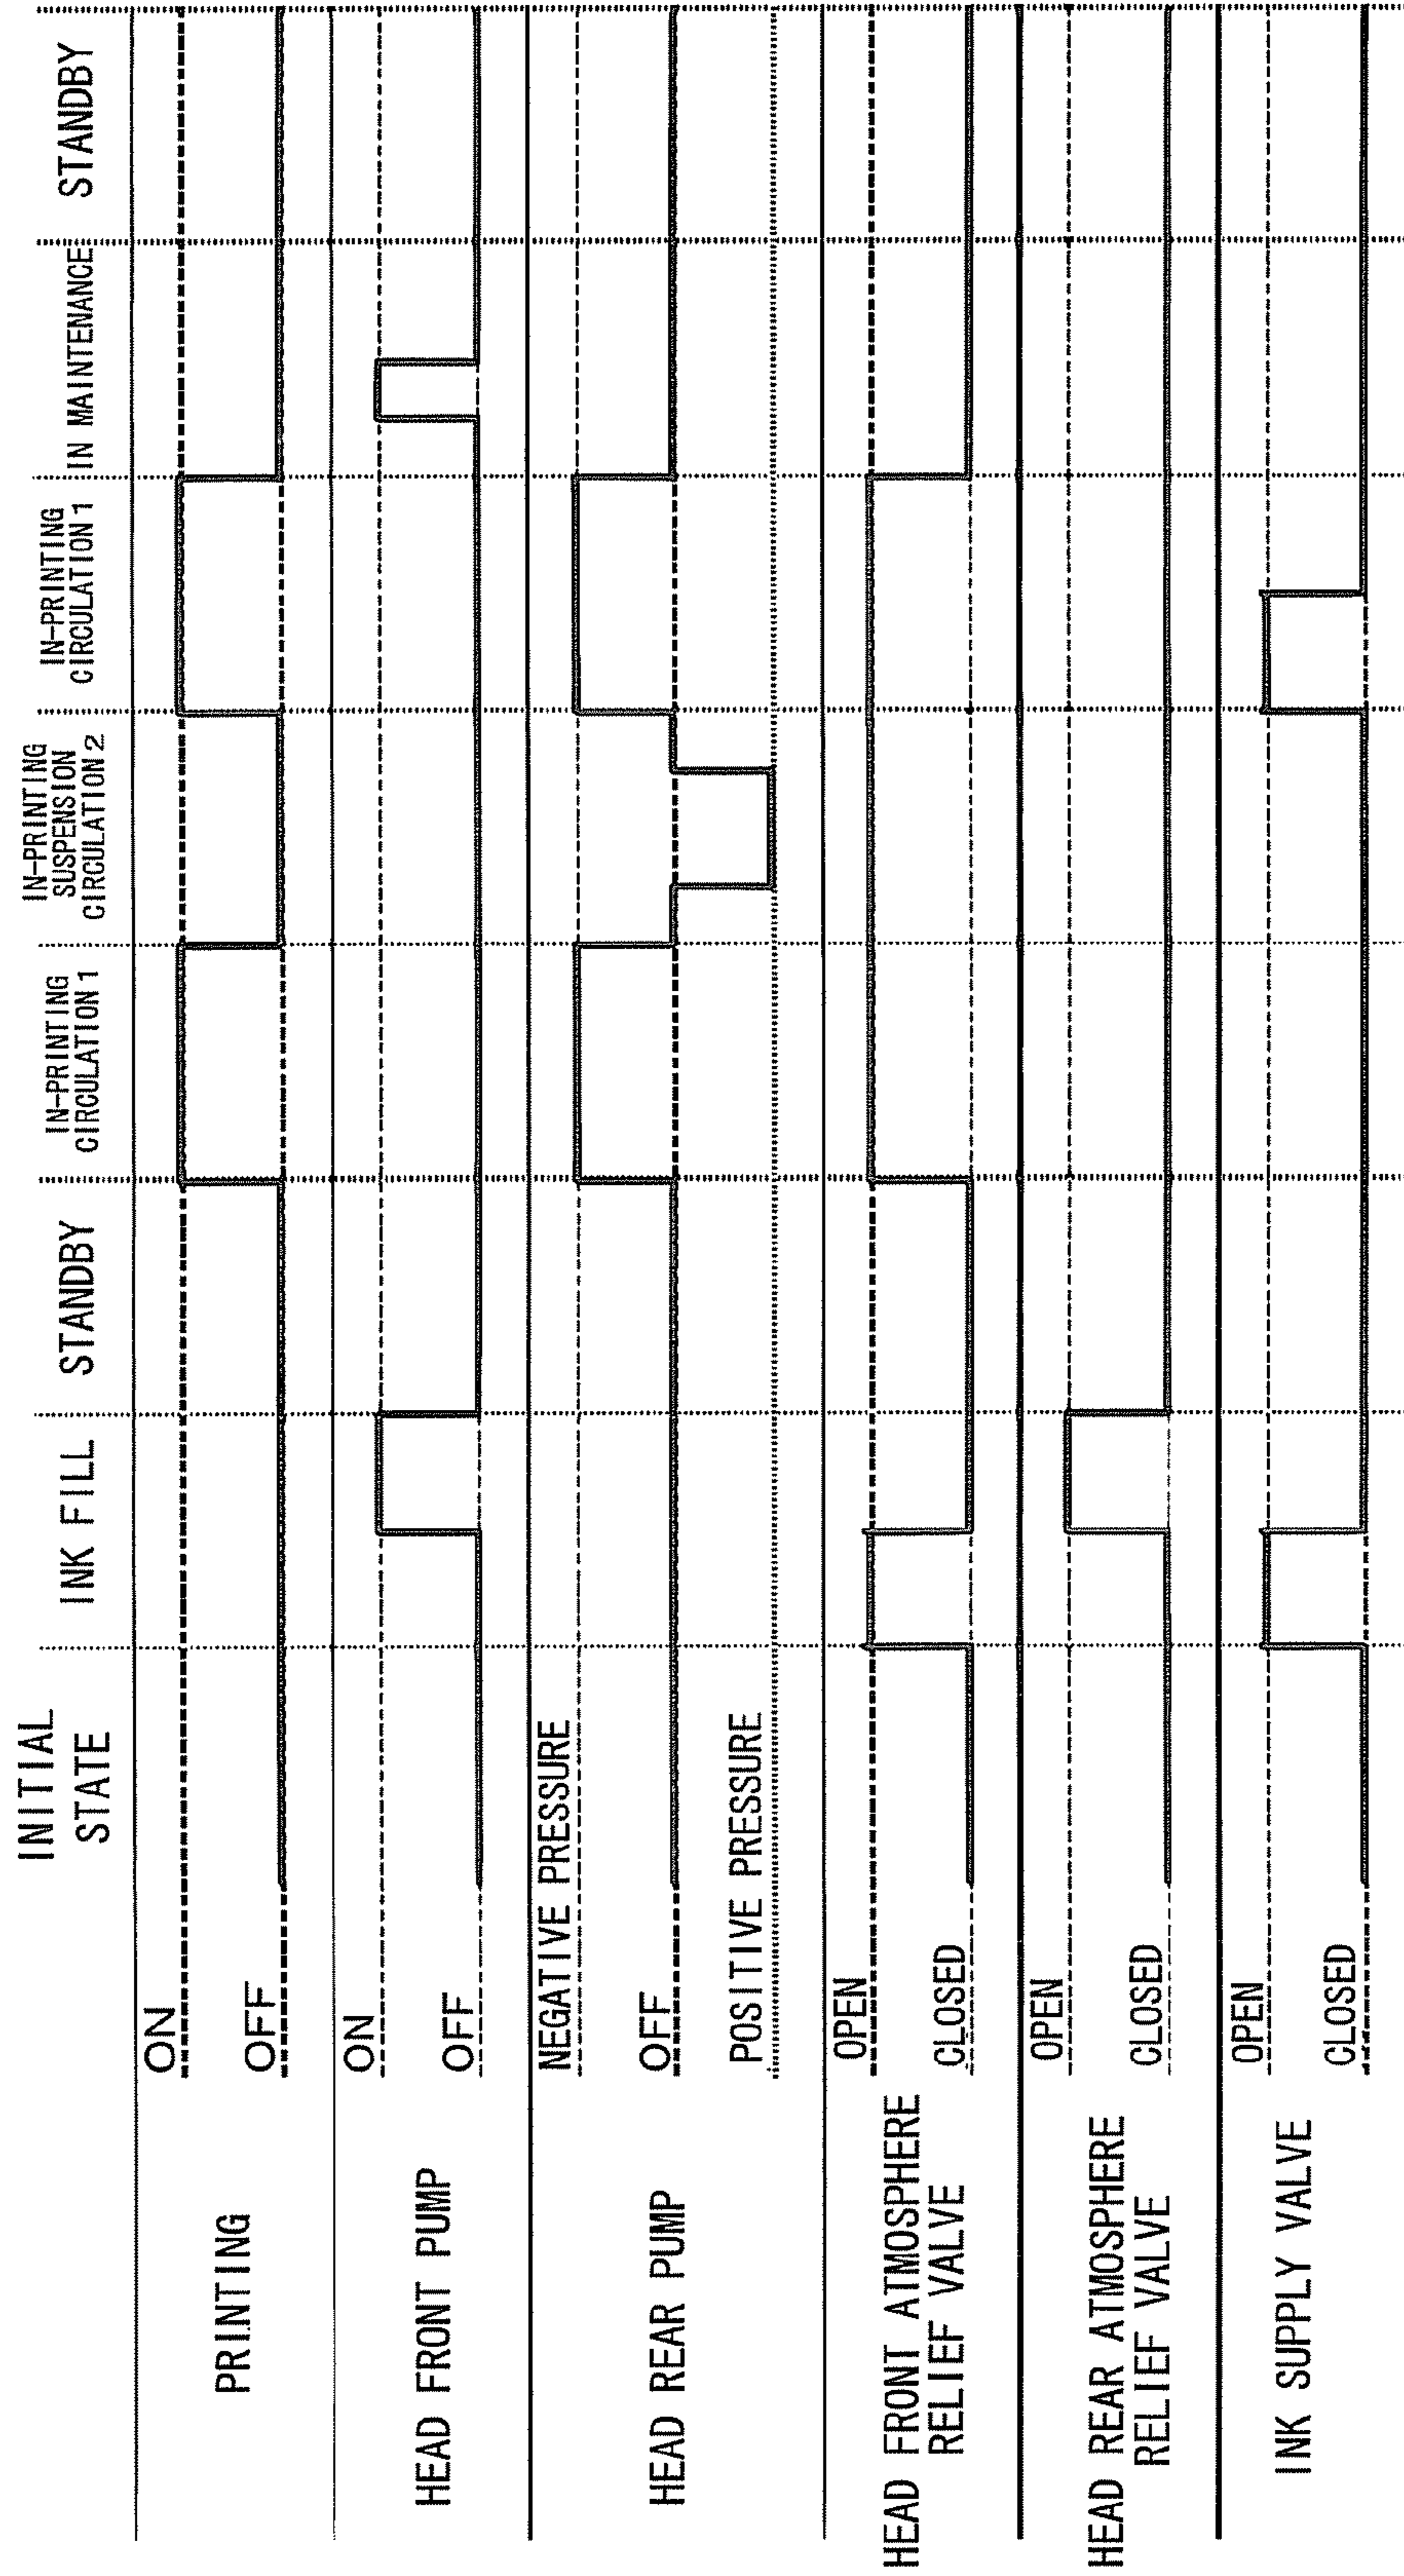 INITIAL
STATE
INK FILL
STANDBY
IN-PRINTING
CIRCULATION 1
IN-PRINTING
SUSPENSION
CIRCULATION 2
IN-PRINTING
CIRCULATION 1
IN MAINTENANCE
STANDBY
PRINTING
ON
OFF
HEAD FRONT PUMP
ON
OFF
HEAD REAR PUMP
NEGATIVE PRESSURE
OFF
POSITIVE PRESSURE
HEAD FRONT ATMOSPHERE
RELIEF VALVE
OPEN
CLOSED
HEAD REAR ATMOSPHERE
RELIEF VALVE
OPEN
CLOSED
INK SUPPLY VALVE
OPEN
CLOSED